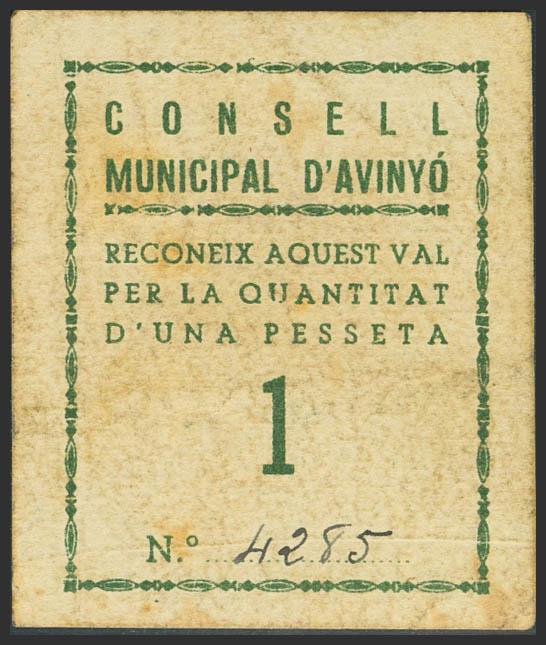 CONSELL
MUNICIPAL D'AVINYÓ
RECONEIX AQUEST VAL
PER LA QUANTITAT
D'UNA PESSETA
1
N.º 4285